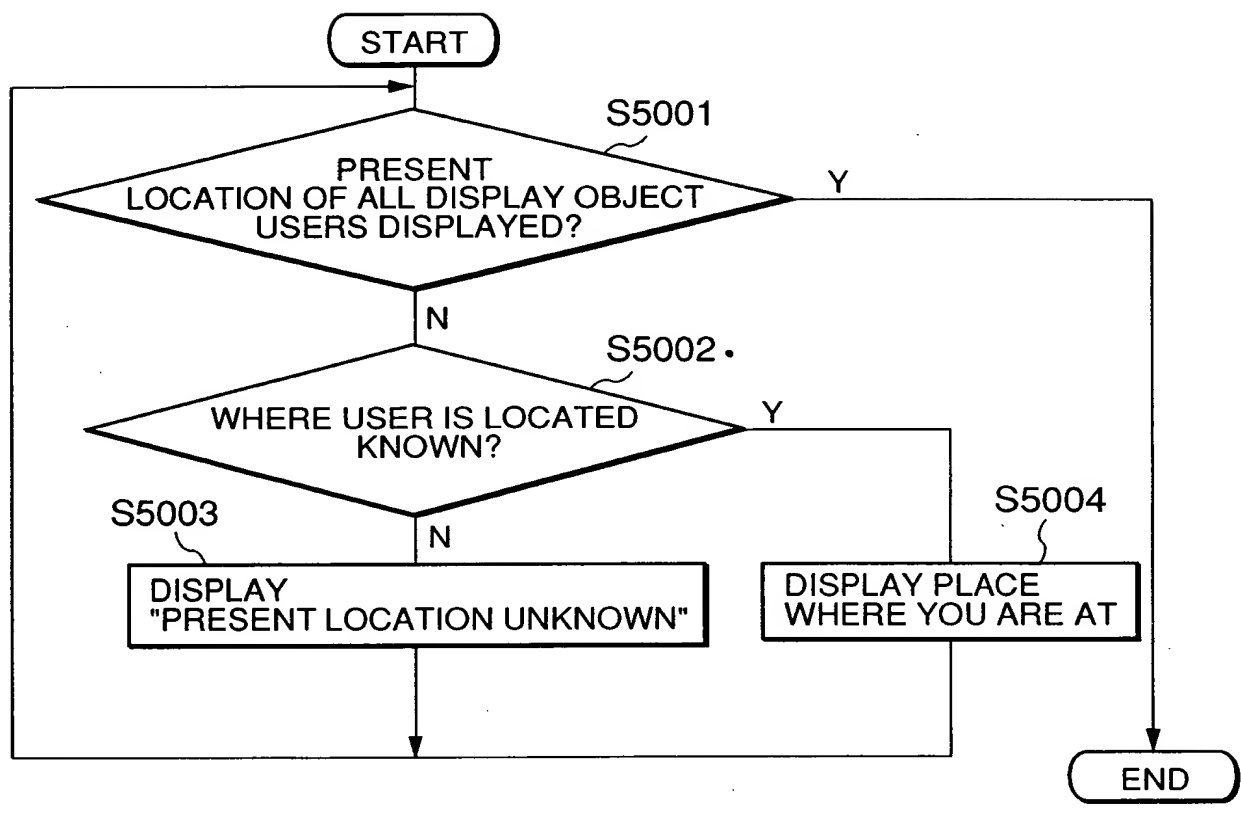 START
S5001
PRESENT
LOCATION OF ALL DISPLAY OBJECT
USERS DISPLAYED?
Y
N
S5002
WHERE USER IS LOCATED
KNOWN?
Y
N
S5003
DISPLAY
"PRESENT LOCATION UNKNOWN"
S5004
DISPLAY PLACE
WHERE YOU ARE AT
END